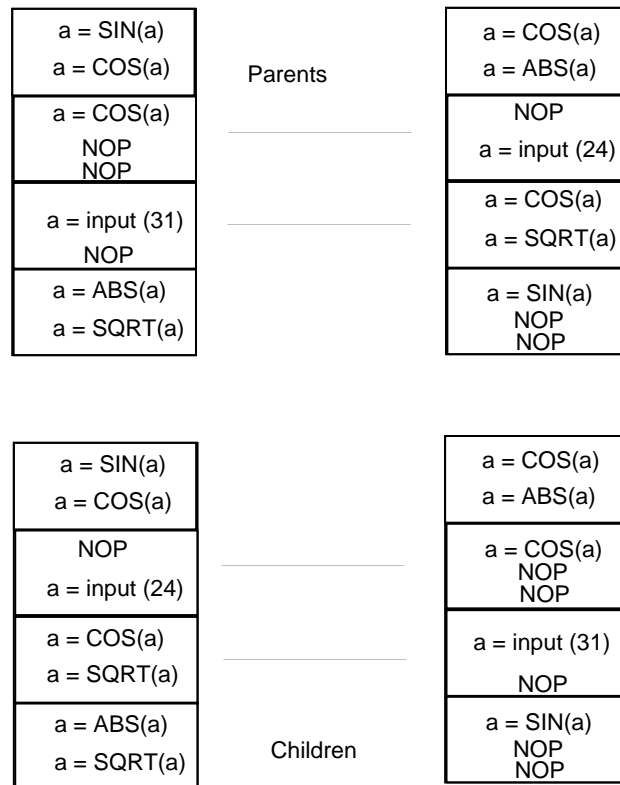 a = SIN(a)
a = COS(a)
a = COS(a)
NOP
NOP
a = input (31)
NOP
a = ABS(a)
a = SQRT(a)
Parents
a = COS(a)
a = ABS(a)
NOP
a = input (24)
a = COS(a)
a = SQRT(a)
a = SIN(a)
NOP
NOP
a = SIN(a)
a = COS(a)
NOP
a = input (24)
a = COS(a)
a = SQRT(a)
a = ABS(a)
a = SQRT(a)
Children
a = COS(a)
a = ABS(a)
a = COS(a)
NOP
NOP
a = input (31)
NOP
a = SIN(a)
NOP
NOP